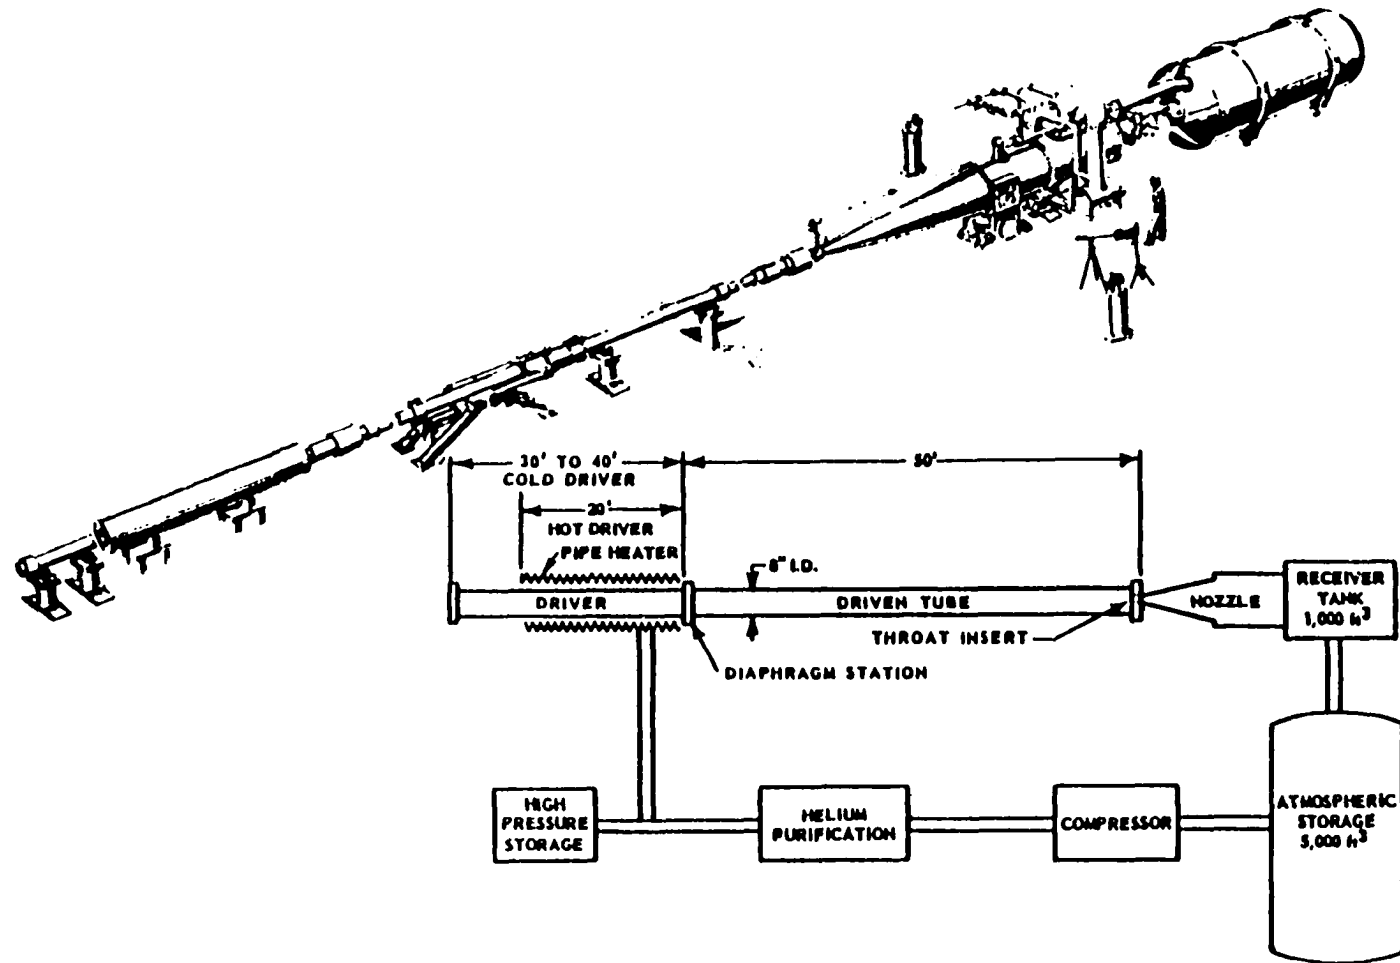 30' TO 40'
COLD DRIVER
50'
20'
HOT DRIVER
PIPE HEATER
8" I.D.
DRIVER
DRIVEN TUBE
NOZZLE
RECEIVER
TANK
1,000 ft³
THROAT INSERT
DIAPHRAGM STATION
HIGH
PRESSURE
STORAGE
HELIUM
PURIFICATION
COMPRESSOR
ATMOSPHERIC
STORAGE
5,000 ft³